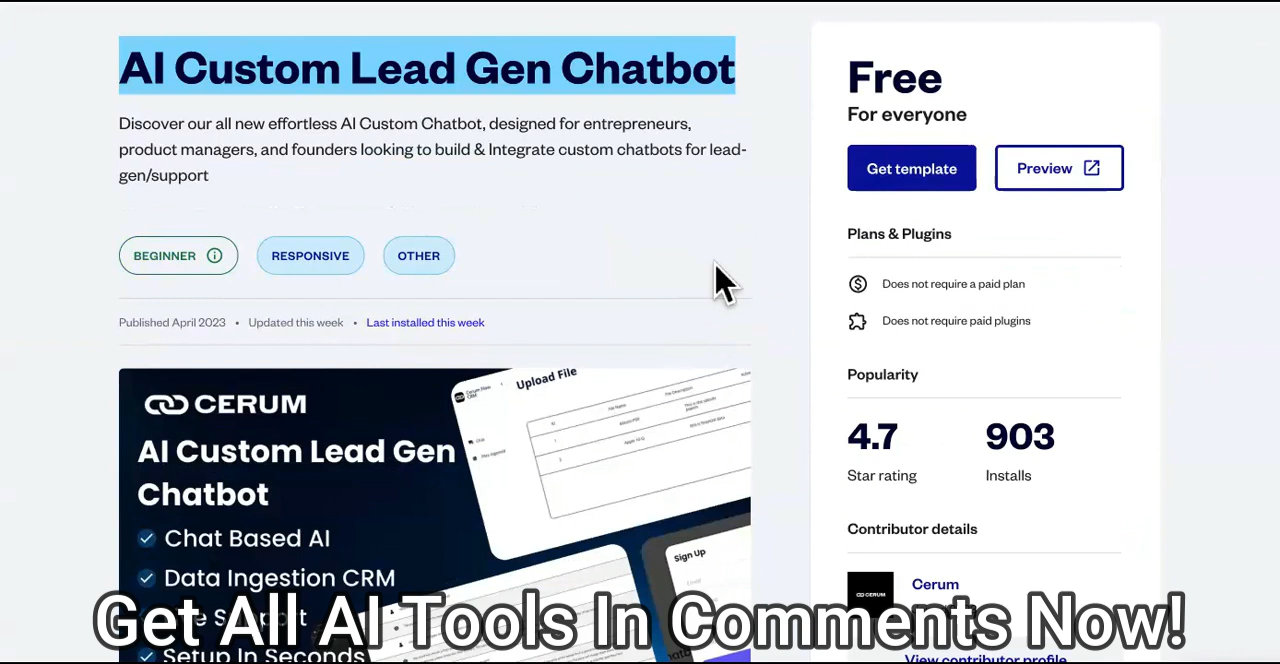 AI Custom Lead Gen Chatbot
Discover our all new effortless AI Custom Chatbot, designed for entrepreneurs,
product managers, and founders looking to build & Integrate custom chatbots for lead-
gen/support
BEGINNER
RESPONSIVE
OTHER
Published April 2023 • Updated this week • Last installed this week
CERUM
AI Custom Lead Gen
Chatbot
Chat Based AI
Data Ingestion CRM
Support
Setup In Seconds
Upload File
Sign Up
Free
For everyone
Get template
Preview
Plans & Plugins
Does not require a paid plan
Does not require paid plugins
Popularity
4.7
903
Star rating
Installs
Contributor details
CERUM
Cerum
View contributor profile
Get All AI Tools In Comments Now!